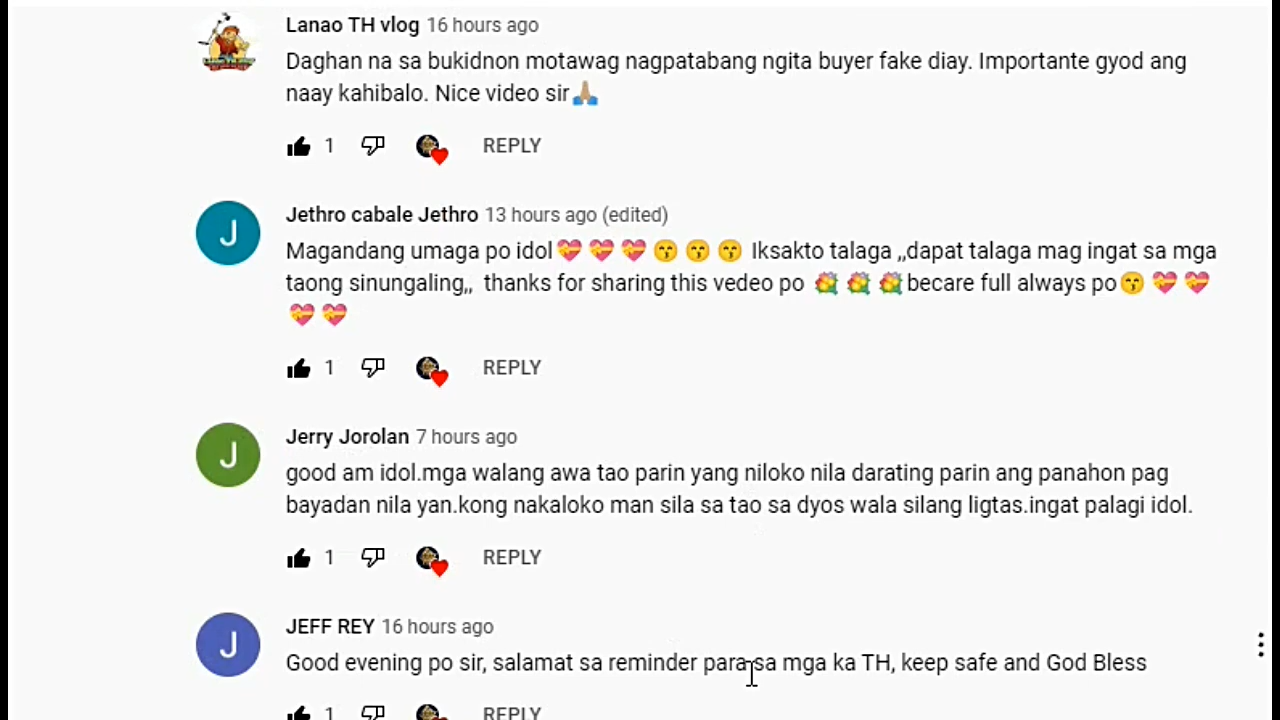 Lanao TH vlog 16 hours ago
Daghan na sa bukidnon motawag nagpatabang ngita buyer fake diay. Importante gyod ang
naay kahibalo. Nice video sir🙏🏽
1 REPLY
J
Jethro cabale Jethro 13 hours ago (edited)
Magandang umaga po idol💝 💝 💝 😙 😙 😙 Iksakto talaga ,,dapat talaga mag ingat sa mga
taong sinungaling,, thanks for sharing this vedeo po 💐 💐 💐 becare full always po😙 💝 💝
💝 💝
1 REPLY
J
Jerry Jorolan 7 hours ago
good am idol.mga walang awa tao parin yang niloko nila darating parin ang panahon pag
bayadan nila yan.kong nakaloko man sila sa tao sa dyos wala silang ligtas.ingat palagi idol.
1 REPLY
J
JEFF REY 16 hours ago
Good evening po sir, salamat sa reminder para sa mga ka TH, keep safe and God Bless
1 REPLY